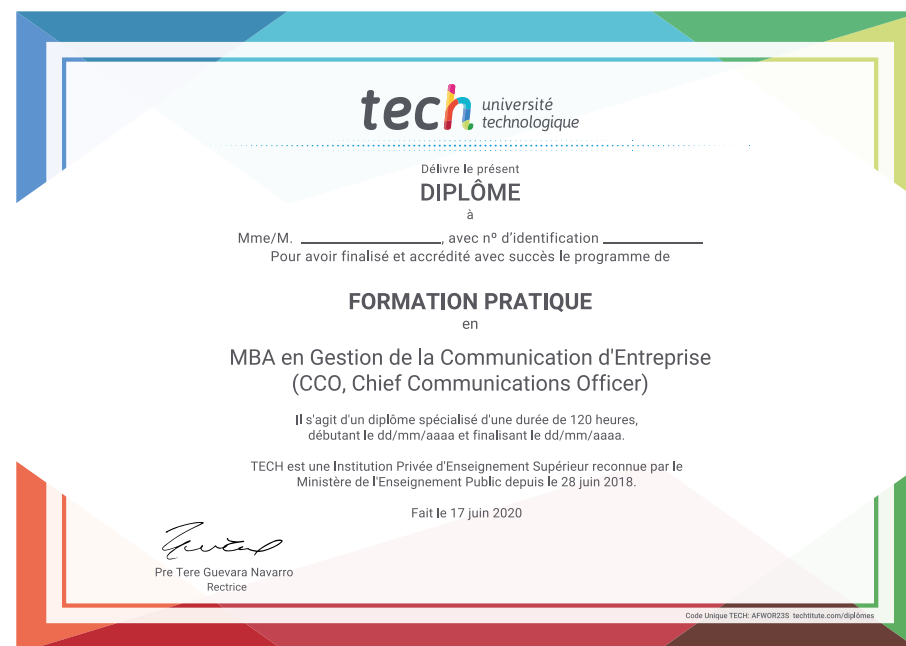 tech université
technologique
Délivre le présent
DIPLÔME
à
Mme/M. ____________________, avec nº d'identification ______________
Pour avoir finalisé et accrédité avec succès le programme de
FORMATION PRATIQUE
en
MBA en Gestion de la Communication d'Entreprise
(CCO, Chief Communications Officer)
Il s'agit d'un diplôme spécialisé d'une durée de 120 heures,
débutant le dd/mm/aaaa et finalisant le dd/mm/aaaa.
TECH est une Institution Privée d'Enseignement Supérieur reconnue par le
Ministère de l'Enseignement Public depuis le 28 juin 2018.
Fait le 17 juin 2020
Pre Tere Guevara Navarro
Rectrice
Code Unique TECH: AFWOR23S techtitute.com/diplômes